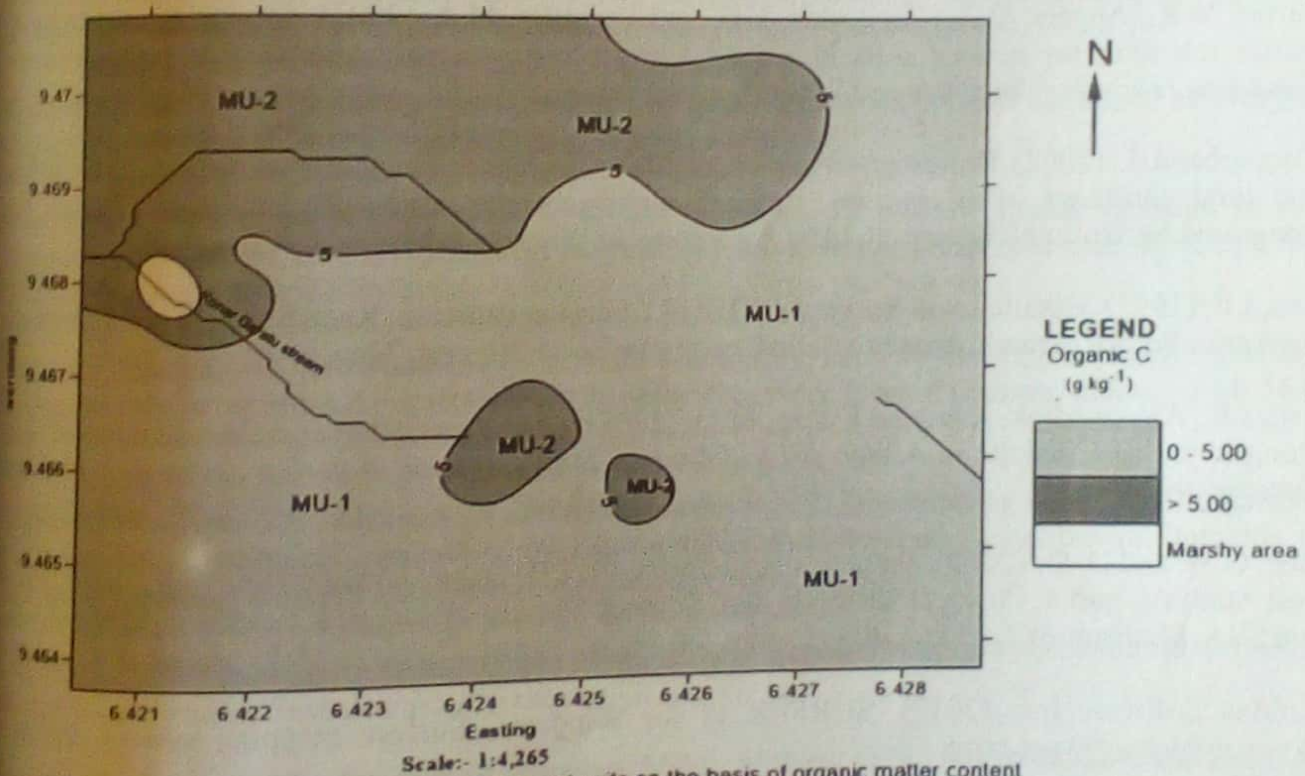 N
9.47
MU-2
MU-2
5
9.469
5
5
9.468
stream
MU-1
9.467
MU-2
5
9.466
MU-2
5
MU-1
9.465
MU-1
9.464
6.421 6.422 6.423 6.424 6.425 6.426 6.427 6.428
Easting
Scale:- 1:4,265
LEGEND
Organic C
(g kg-1)
0 - 5.00
> 5.00
Marshy area
on the basis of organic matter content